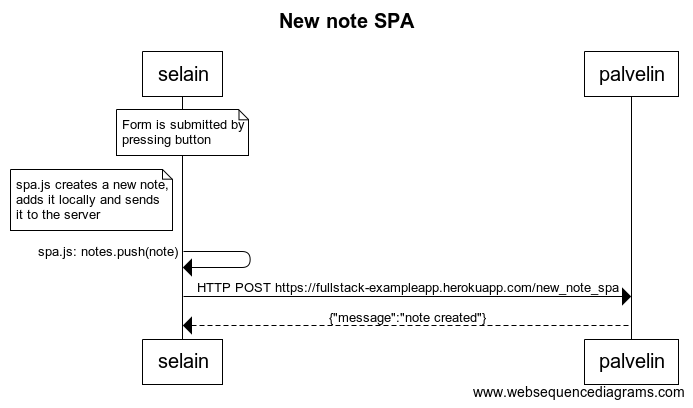 New note SPA
selain
palvelin
Form is submitted by
pressing button
spa.js creates a new note,
adds it locally and sends
it to the server
spa.js: notes.push(note)
HTTP POST https://fullstack-exampleapp.herokuapp.com/new_note_spa
{"message":"note created"}
selain
palvelin
www.websequencediagrams.com